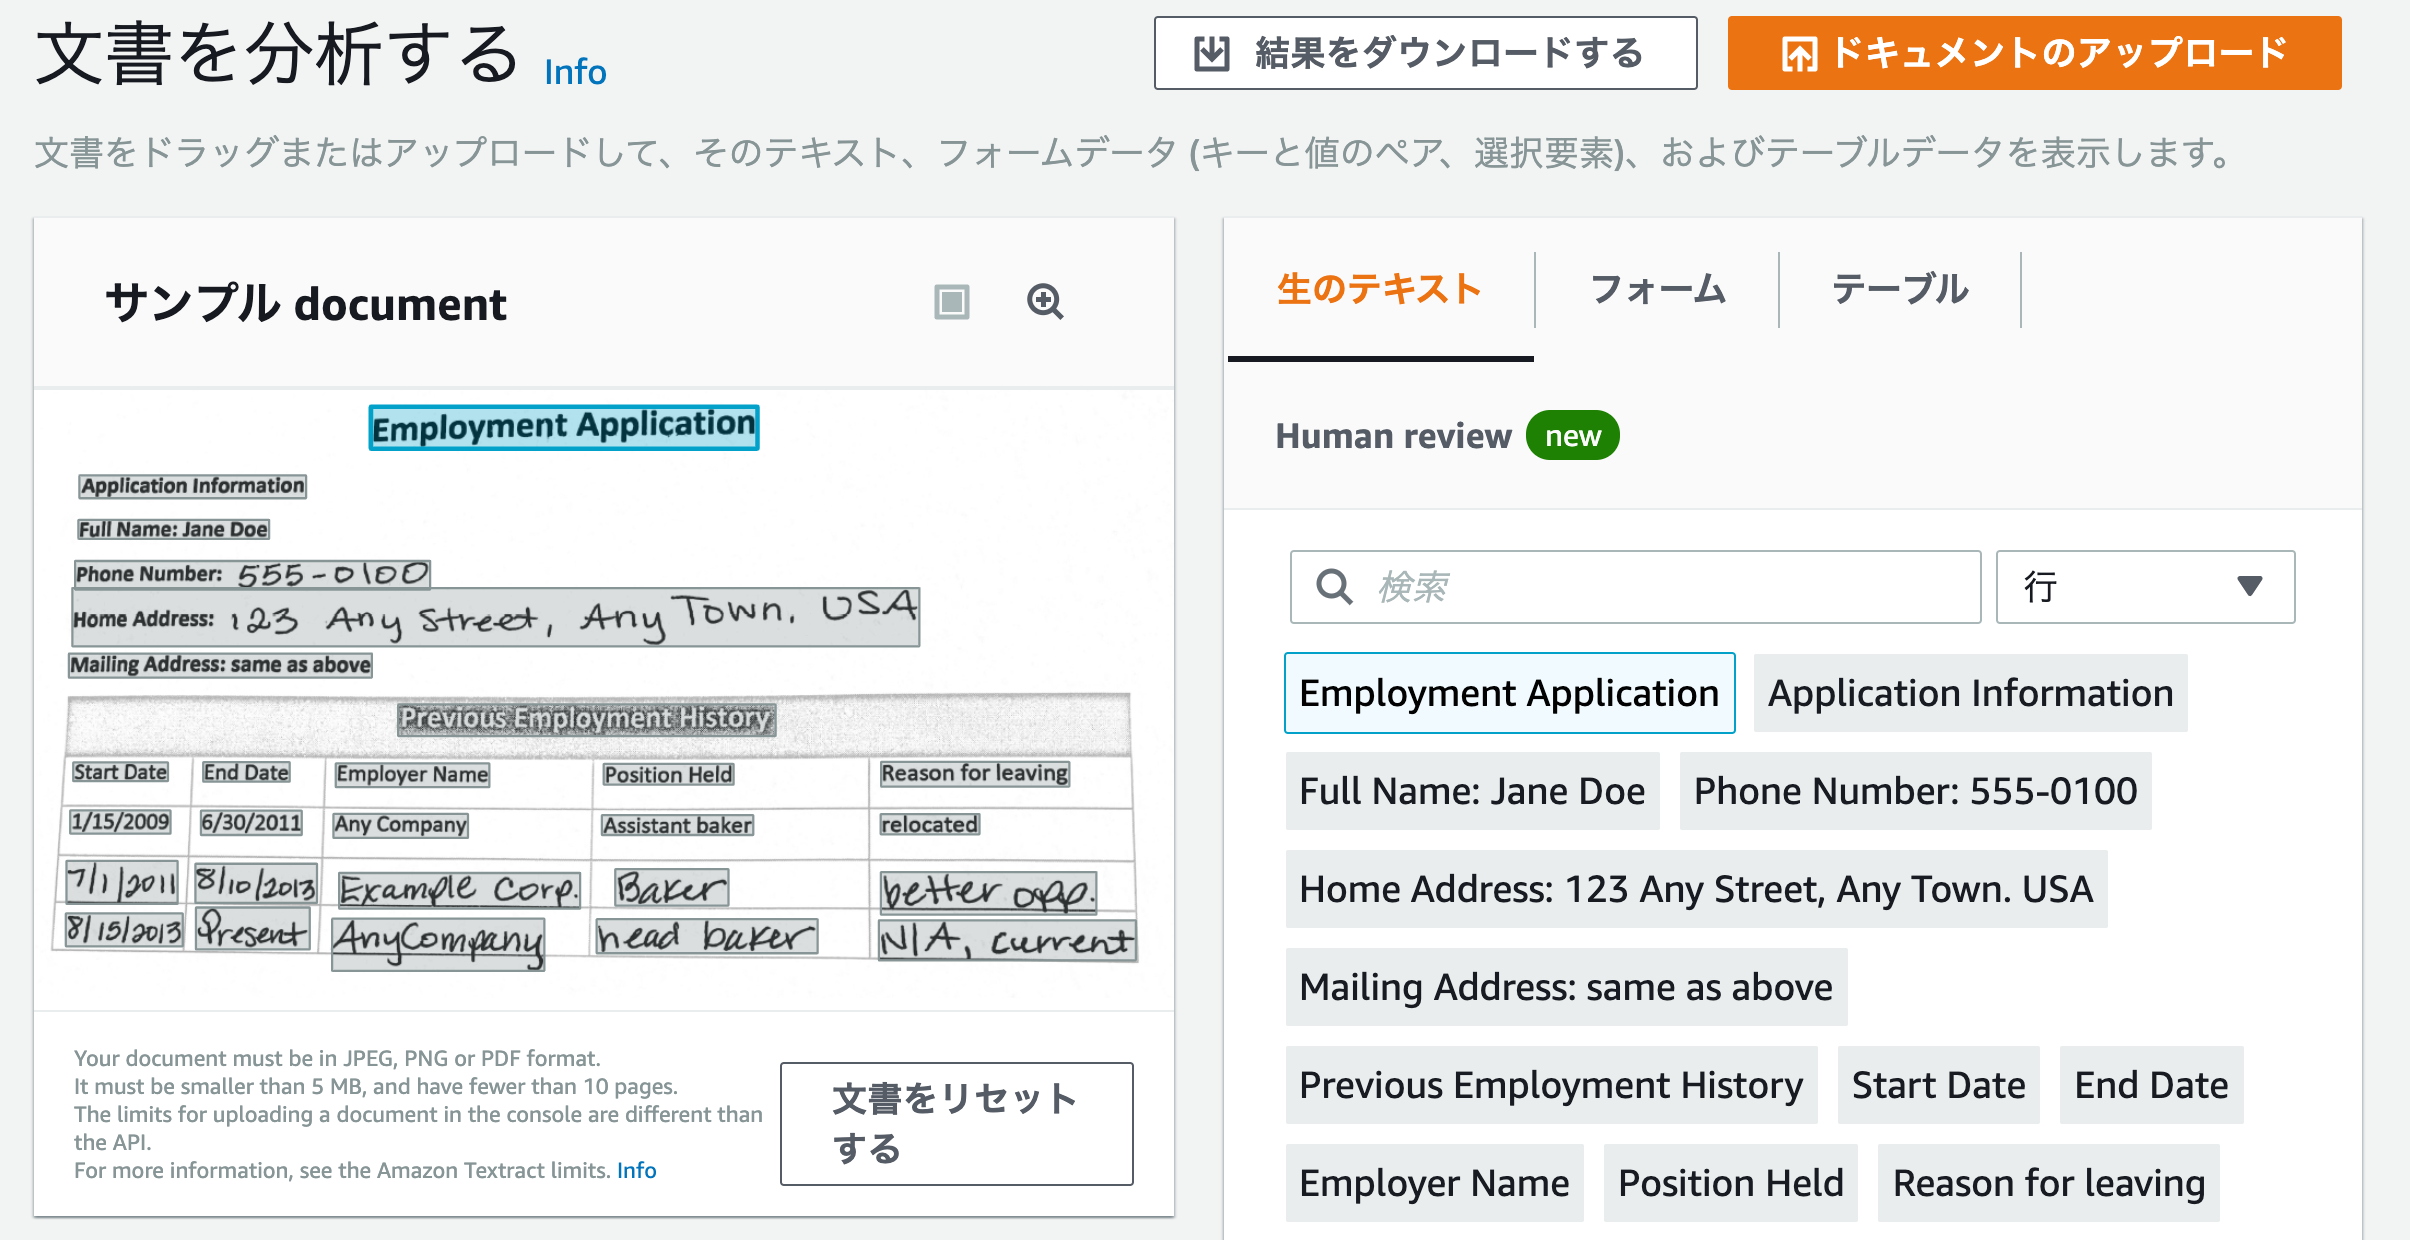 文書を分析する Info
結果をダウンロードする
ドキュメントのアップロード
文書をドラッグまたはアップロードして、そのテキスト、フォームデータ (キーと値のペア、選択要素)、およびテーブルデータを表示します。
サンプル document
Employment Application
Application Information
Full Name: Jane Doe
Phone Number: 555-0100
Home Address: 123 Any Street, Any Town. USA
Mailing Address: same as above
Previous Employment History
Start Date End Date Employer Name Position Held Reason for leaving
1/15/2009 6/30/2011 Any Company Assistant baker relocated
7/1/2011 8/10/2013 Example Corp. Baker better opp.
8/15/2013 Present AnyCompany head baker N/A, current
Your document must be in JPEG, PNG or PDF format.
It must be smaller than 5 MB, and have fewer than 10 pages.
The limits for uploading a document in the console are different than
the API.
For more information, see the Amazon Textract limits. Info
文書をリセット
する
生のテキスト フォーム テーブル
Human review new
検索 行
Employment Application Application Information
Full Name: Jane Doe Phone Number: 555-0100
Home Address: 123 Any Street, Any Town. USA
Mailing Address: same as above
Previous Employment History Start Date End Date
Employer Name Position Held Reason for leaving